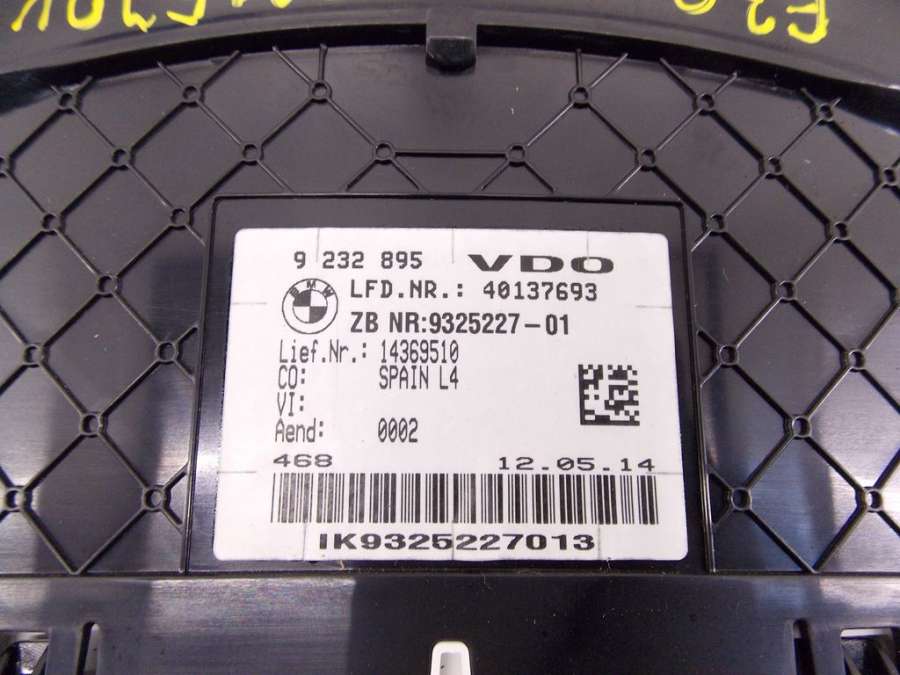 9 232 895 VDO
BMW
LFD.NR.: 40137693
ZB NR:9325227-01
Lief.Nr.: 14369510
CO: SPAIN L4
VI:
Aend: 0002
468 12.05.14
IK9325227013